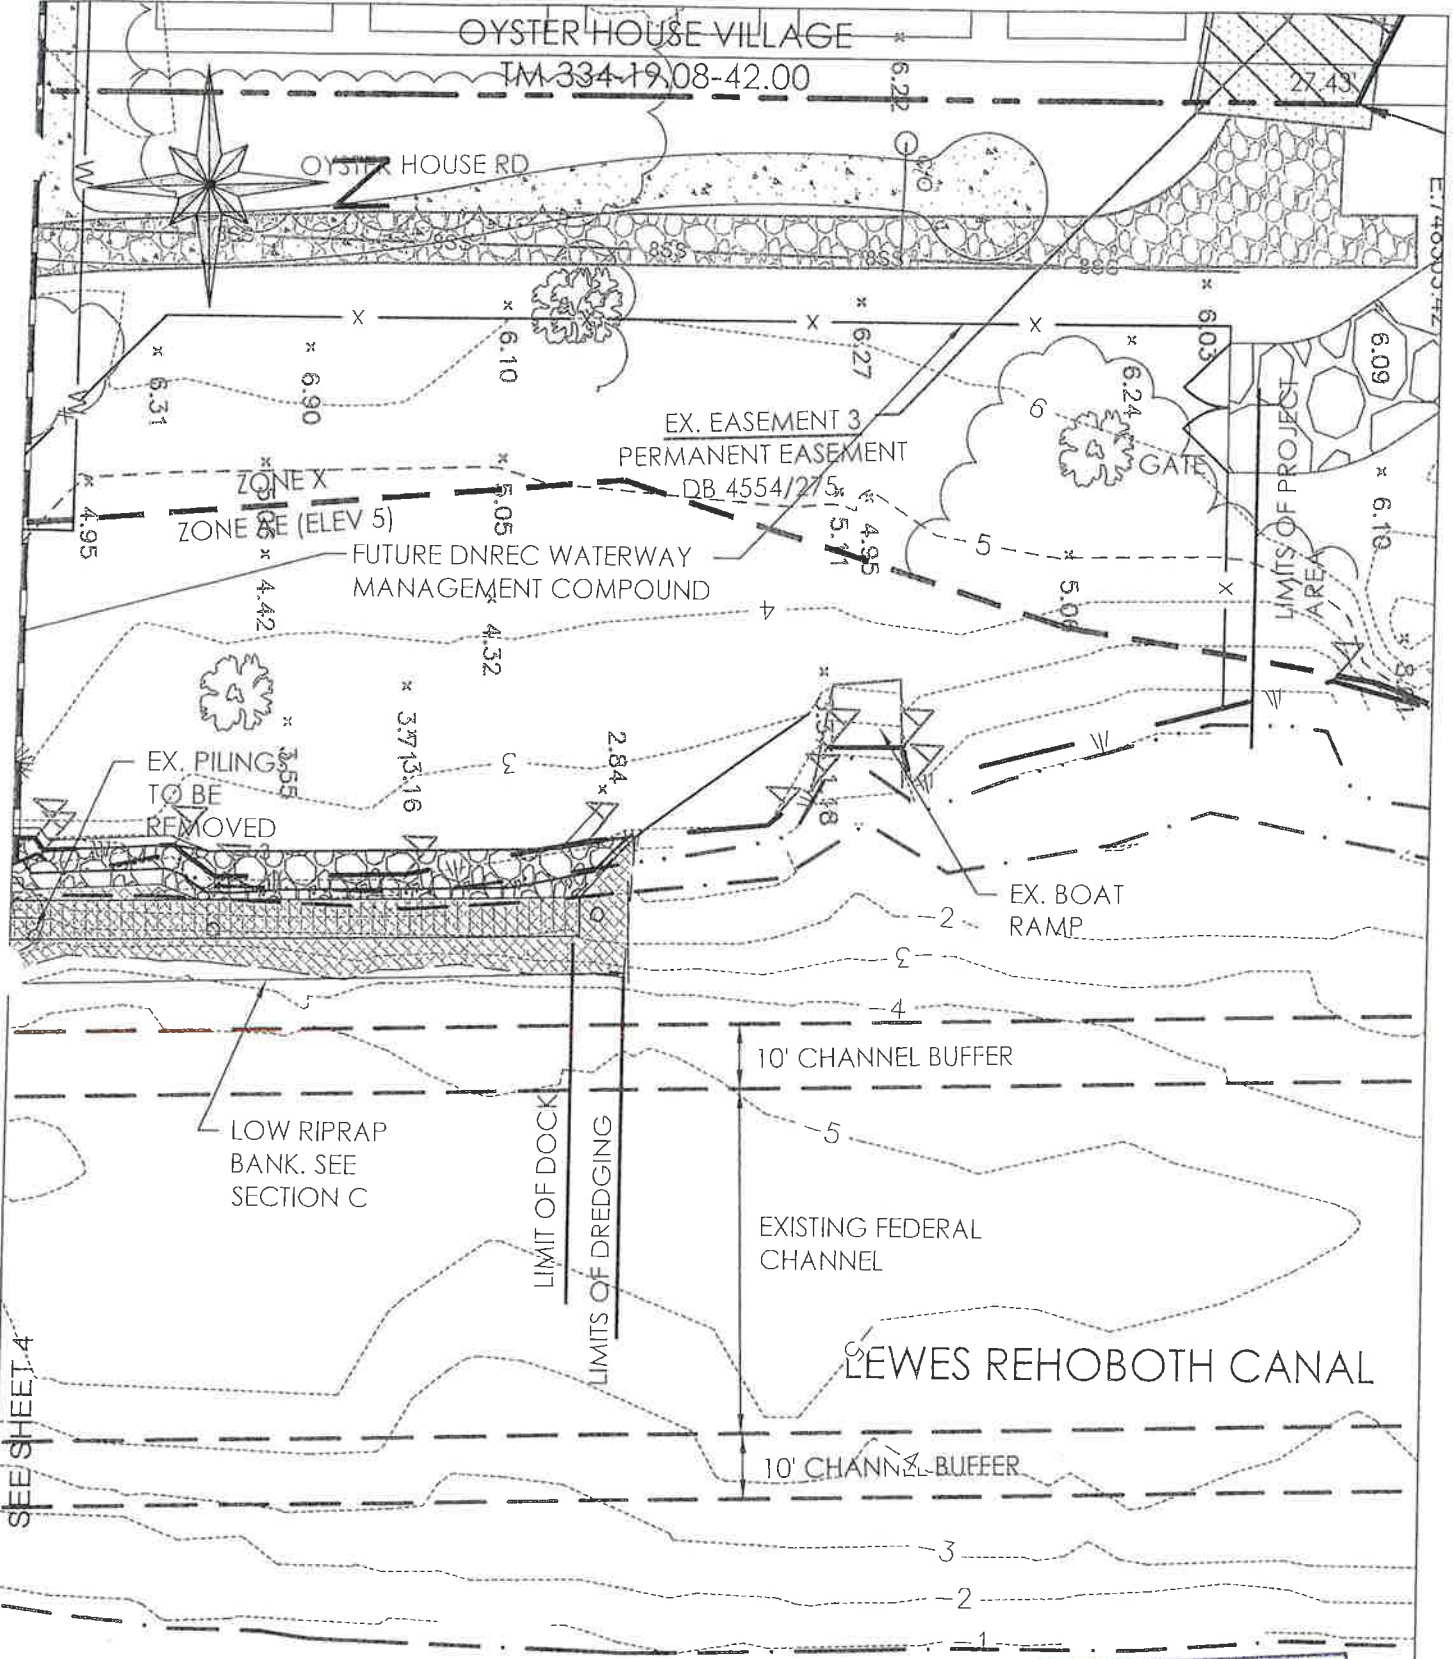 OYSTER HOUSE VILLAGE
TM 334-19.08-42.00
27.43'
6.22
OYSTER HOUSE RD
Z
W
C/O
8SS
8SS
8SS
8SS
X
X
X
6.31
6.90
6.10
6.27
6.03
6.09
6.24
6
EX. EASEMENT 3
PERMANENT EASEMENT
DB 4554/275
GATE
LIMITS OF PROJECT
AREA
6.10
ZONE X
ZONE AE (ELEV 5)
4.95
5.05
5.11
4.95
5
5.06
X
FUTURE DNREC WATERWAY
MANAGEMENT COMPOUND
4.42
4.32
4
3.71
3.16
3.55
3
2.84
EX. PILING
TO BE
REMOVED
EX. BOAT
RAMP
-2
-3
-4
10' CHANNEL BUFFER
-5
LOW RIPRAP
BANK. SEE
SECTION C
LIMIT OF DOCK
LIMITS OF DREDGING
EXISTING FEDERAL
CHANNEL
LEWES REHOBOTH CANAL
SEE SHEET 4
10' CHANNEL BUFFER
-3
-2
-1